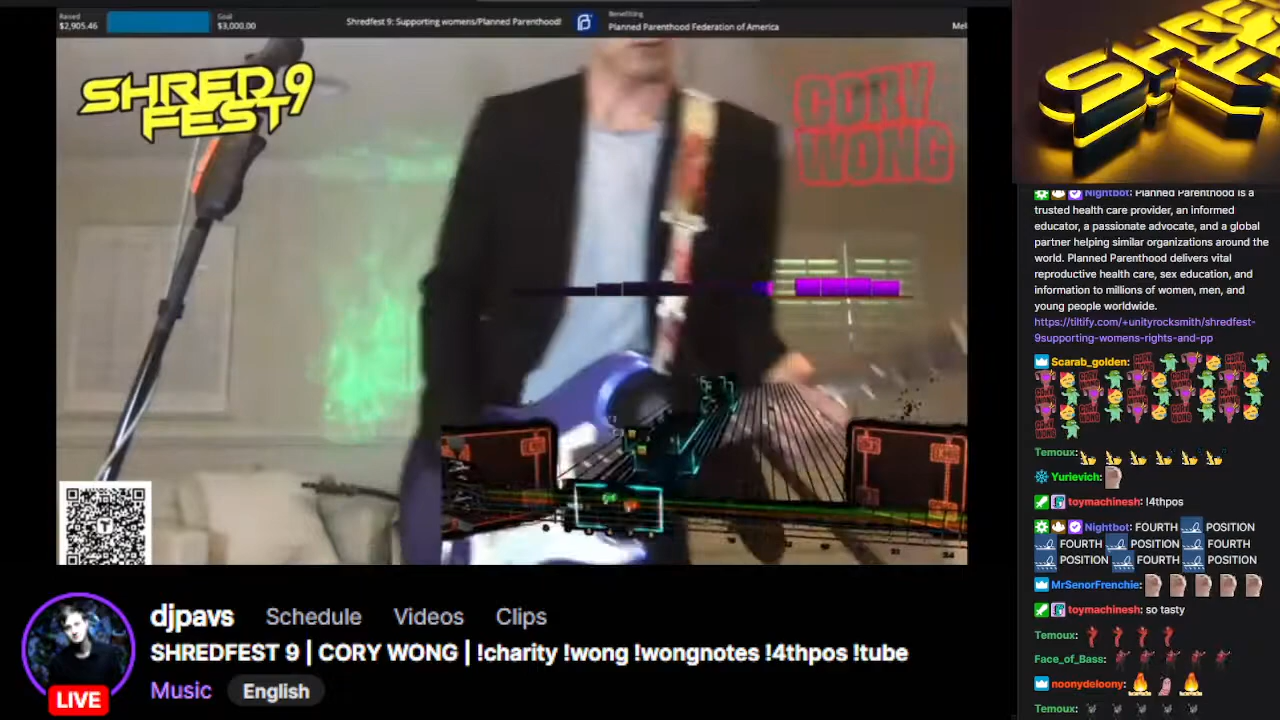 Raised
$2,905.46
Goal
$3,000.00
Shredfest 9: Supporting womens/Planned Parenthood!
Benefiting
Planned Parenthood Federation of America
Mel
SHRED 9
FEST
CORY
WONG
Nightbot: Planned Parenthood is a
trusted health care provider, an informed
educator, a passionate advocate, and a global
partner helping similar organizations around the
world. Planned Parenthood delivers vital
reproductive health care, sex education, and
information to millions of women, men, and
young people worldwide.
https://tiltify.com/+unityrocksmith/shredfest-
9supporting-womens-rights-and-pp
Scarab_golden:
Temoux:
Yurievich:
toymachinesh: !4thpos
Nightbot: FOURTH POSITION
FOURTH POSITION FOURTH
POSITION FOURTH POSITION
MrSenorFrenchie:
toymachinesh: so tasty
Temoux:
Face_of_Bass:
noonydeloony:
Temoux:
djpavs Schedule Videos Clips
SHREDFEST 9 | CORY WONG | !charity !wong !wongnotes !4thpos !tube
LIVE
Music English